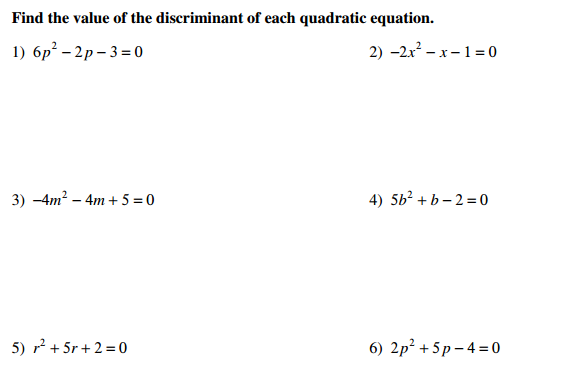 Find the value of the discriminant of each quadratic equation.
1) 6p² – 2p – 3 = 0
2) –2x² – x – 1 = 0
3) –4m² – 4m + 5 = 0
4) 5b² + b – 2 = 0
5) r² + 5r + 2 = 0
6) 2p² + 5p – 4 = 0